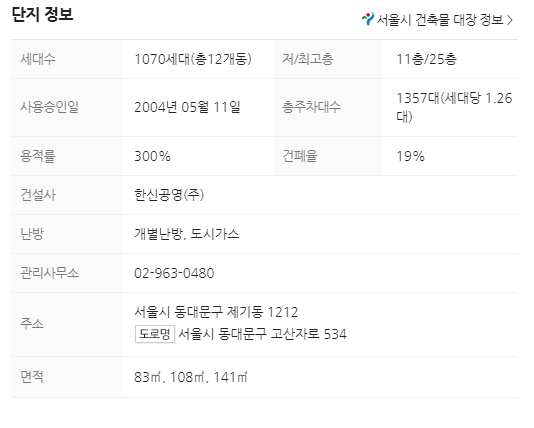 단지 정보
서울시 건축물 대장 정보 >
세대수 1070세대(총12개동) 저/최고층 11층/25층
사용승인일 2004년 05월 11일 총주차대수 1357대(세대당 1.26
대)
용적률 300% 건폐율 19%
건설사 한신공영(주)
난방 개별난방, 도시가스
관리사무소 02-963-0480
주소 서울시 동대문구 제기동 1212
도로명 서울시 동대문구 고산자로 534
면적 83㎡, 108㎡, 141㎡